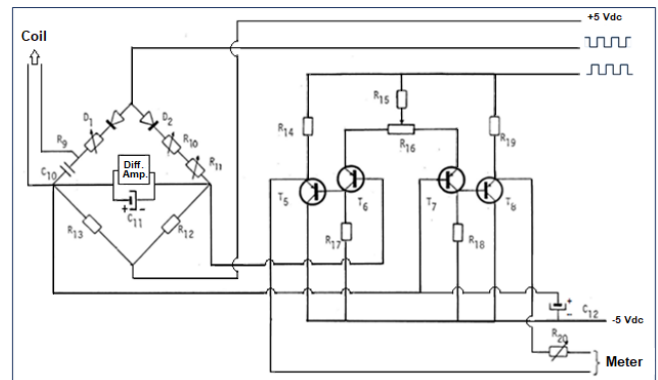 +5 Vdc
Coil
D1
D2
R9
R10
R11
C10
Diff.
Amp.
C11
+ -
R13
R12
R14
R15
R16
R19
T5
T6
T7
T8
R17
R18
+
-
C12
-5 Vdc
R20
Meter